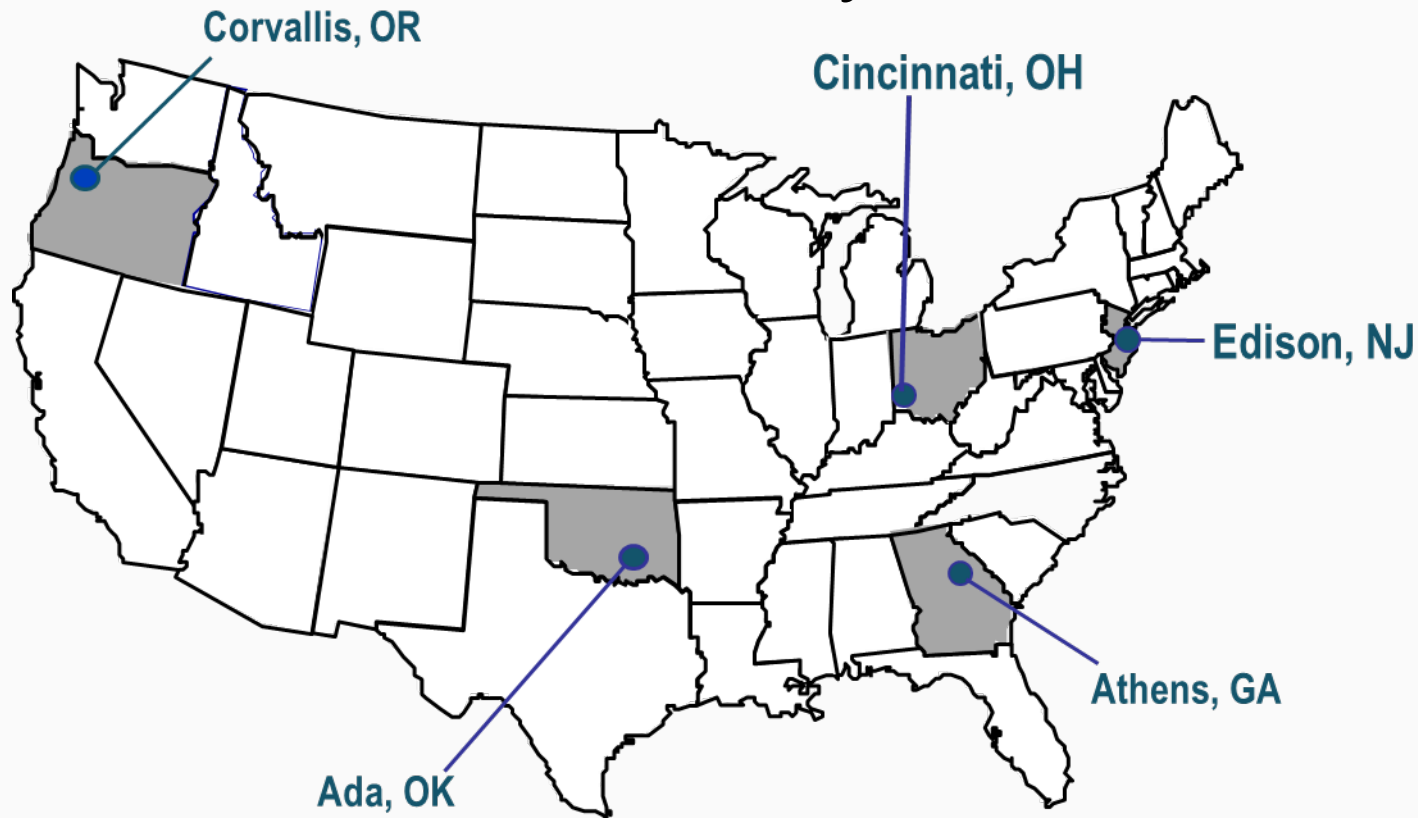 Corvallis, OR
Cincinnati, OH
Edison, NJ
Athens, GA
Ada, OK